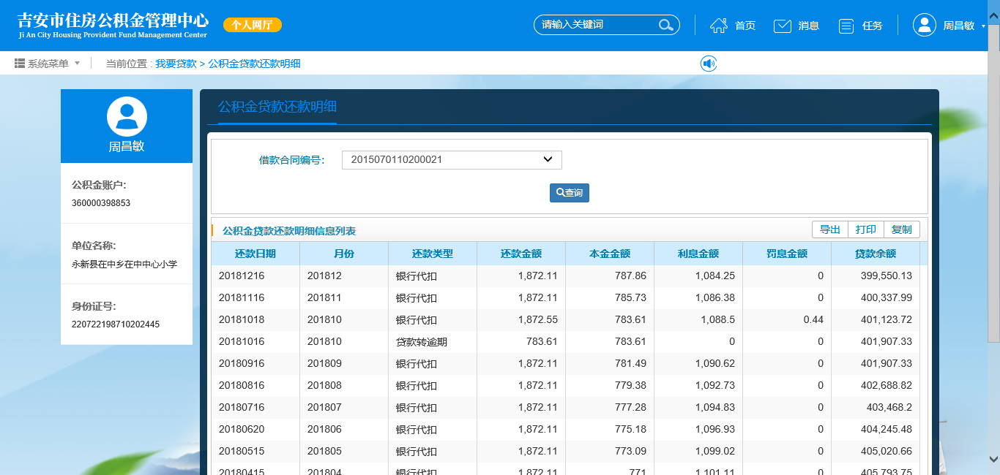 吉安市住房公积金管理中心
Ji An City Housing Provident Fund Management Center
个人网厅
请输入关键词
首页
消息
任务
周昌敏
系统菜单
当前位置 : 我要贷款 > 公积金贷款还款明细
周昌敏
公积金账户:
360000398853
单位名称:
永新县在中乡在中中心小学
身份证号:
220722198710202445
公积金贷款还款明细
借款合同编号: 2015070110200021
查询
公积金贷款还款明细信息列表 导出 打印 复制
还款日期 月份 还款类型 还款金额 本金金额 利息金额 罚息金额 贷款余额
20181216 201812 银行代扣 1,872.11 787.86 1,084.25 0 399,550.13
20181116 201811 银行代扣 1,872.11 785.73 1,086.38 0 400,337.99
20181018 201810 银行代扣 1,872.55 783.61 1,088.5 0.44 401,123.72
20181016 201810 贷款转逾期 783.61 783.61 0 0 401,907.33
20180916 201809 银行代扣 1,872.11 781.49 1,090.62 0 401,907.33
20180816 201808 银行代扣 1,872.11 779.38 1,092.73 0 402,688.82
20180716 201807 银行代扣 1,872.11 777.28 1,094.83 0 403,468.2
20180620 201806 银行代扣 1,872.11 775.18 1,096.93 0 404,245.48
20180515 201805 银行代扣 1,872.11 773.09 1,099.02 0 405,020.66
20180415 201804 银行代扣 1,872.11 771 1,101.11 0 405,793.75